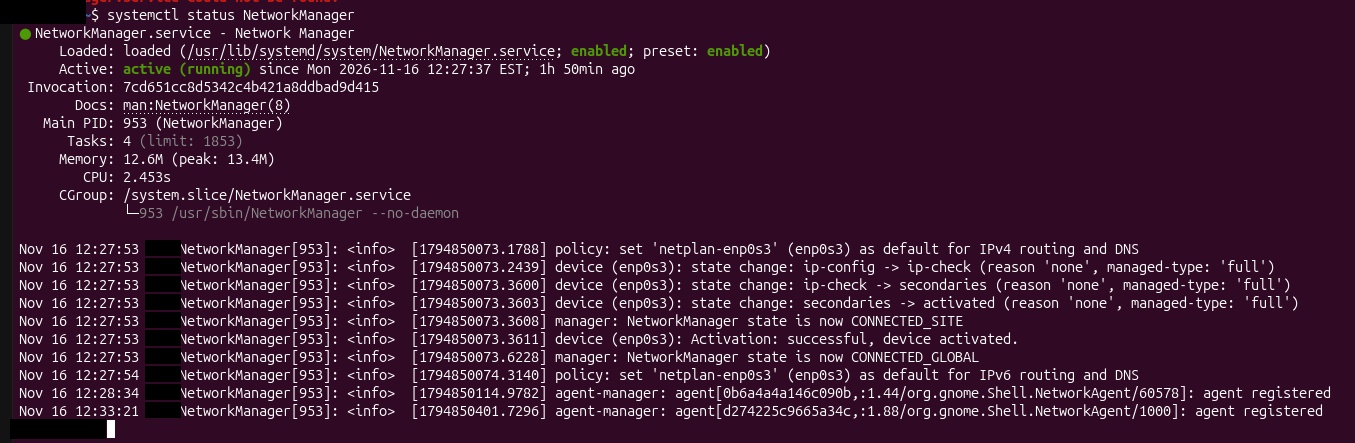 ger.service could not be found.
$ systemctl status NetworkManager
● NetworkManager.service - Network Manager
Loaded: loaded (/usr/lib/systemd/system/NetworkManager.service; enabled; preset: enabled)
Active: active (running) since Mon 2026-11-16 12:27:37 EST; 1h 50min ago
Invocation: 7cd651cc8d5342c4b421a8ddbad9d415
Docs: man:NetworkManager(8)
Main PID: 953 (NetworkManager)
Tasks: 4 (limit: 1853)
Memory: 12.6M (peak: 13.4M)
CPU: 2.453s
CGroup: /system.slice/NetworkManager.service
└─953 /usr/sbin/NetworkManager --no-daemon
Nov 16 12:27:53 NetworkManager[953]: <info> [1794850073.1788] policy: set 'netplan-enp0s3' (enp0s3) as default for IPv4 routing and DNS
Nov 16 12:27:53 NetworkManager[953]: <info> [1794850073.2439] device (enp0s3): state change: ip-config -> ip-check (reason 'none', managed-type: 'full')
Nov 16 12:27:53 NetworkManager[953]: <info> [1794850073.3600] device (enp0s3): state change: ip-check -> secondaries (reason 'none', managed-type: 'full')
Nov 16 12:27:53 NetworkManager[953]: <info> [1794850073.3603] device (enp0s3): state change: secondaries -> activated (reason 'none', managed-type: 'full')
Nov 16 12:27:53 NetworkManager[953]: <info> [1794850073.3608] manager: NetworkManager state is now CONNECTED_SITE
Nov 16 12:27:53 NetworkManager[953]: <info> [1794850073.3611] device (enp0s3): Activation: successful, device activated.
Nov 16 12:27:53 NetworkManager[953]: <info> [1794850073.6228] manager: NetworkManager state is now CONNECTED_GLOBAL
Nov 16 12:27:54 NetworkManager[953]: <info> [1794850074.3140] policy: set 'netplan-enp0s3' (enp0s3) as default for IPv6 routing and DNS
Nov 16 12:28:34 NetworkManager[953]: <info> [1794850114.9782] agent-manager: agent[0b6a4a4a146c090b,:1.44/org.gnome.Shell.NetworkAgent/60578]: agent registered
Nov 16 12:33:21 NetworkManager[953]: <info> [1794850401.7296] agent-manager: agent[d274225c9665a34c,:1.88/org.gnome.Shell.NetworkAgent/1000]: agent registered